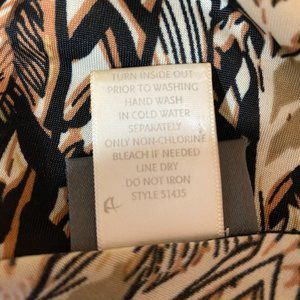 TURN INSIDE OUT
PRIOR TO WASHING
HAND WASH
IN COLD WATER
SEPARATELY
ONLY NON-CHLORINE
BLEACH IF NEEDED
LINE DRY
DO NOT IRON
STYLE 51435